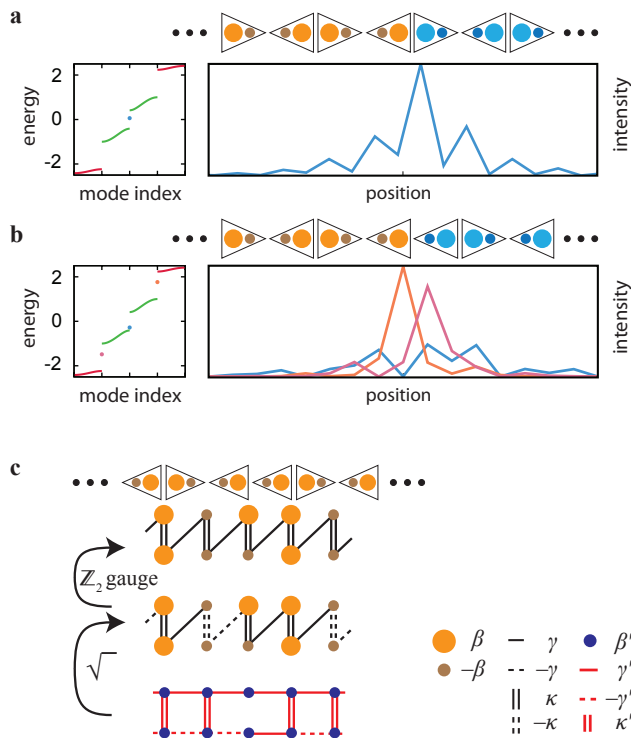 a
energy
2
0
-2
mode index
position
intensity
b
energy
2
0
-2
mode index
position
intensity
c
ℤ₂ gauge
√
β γ β'
−β −γ γ'
κ −γ'
−κ κ'